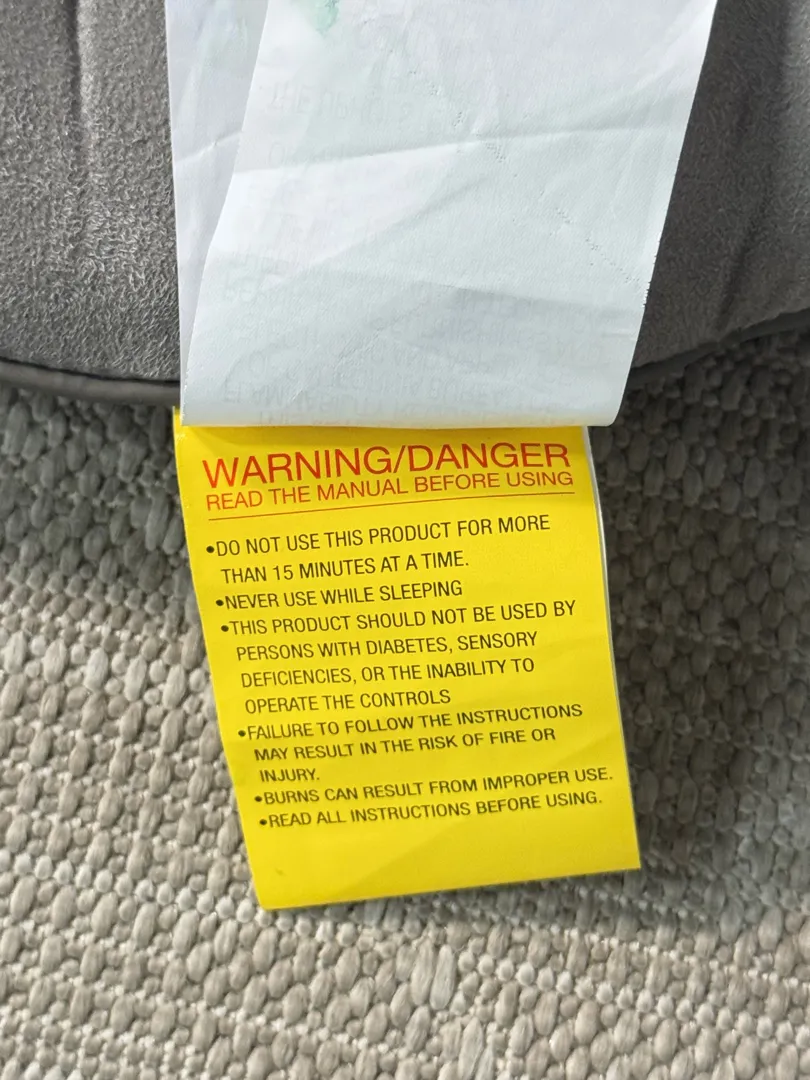 WARNING/DANGER
READ THE MANUAL BEFORE USING
•DO NOT USE THIS PRODUCT FOR MORE
THAN 15 MINUTES AT A TIME.
•NEVER USE WHILE SLEEPING
•THIS PRODUCT SHOULD NOT BE USED BY
PERSONS WITH DIABETES, SENSORY
DEFICIENCIES, OR THE INABILITY TO
OPERATE THE CONTROLS
•FAILURE TO FOLLOW THE INSTRUCTIONS
MAY RESULT IN THE RISK OF FIRE OR
INJURY.
•BURNS CAN RESULT FROM IMPROPER USE.
•READ ALL INSTRUCTIONS BEFORE USING.